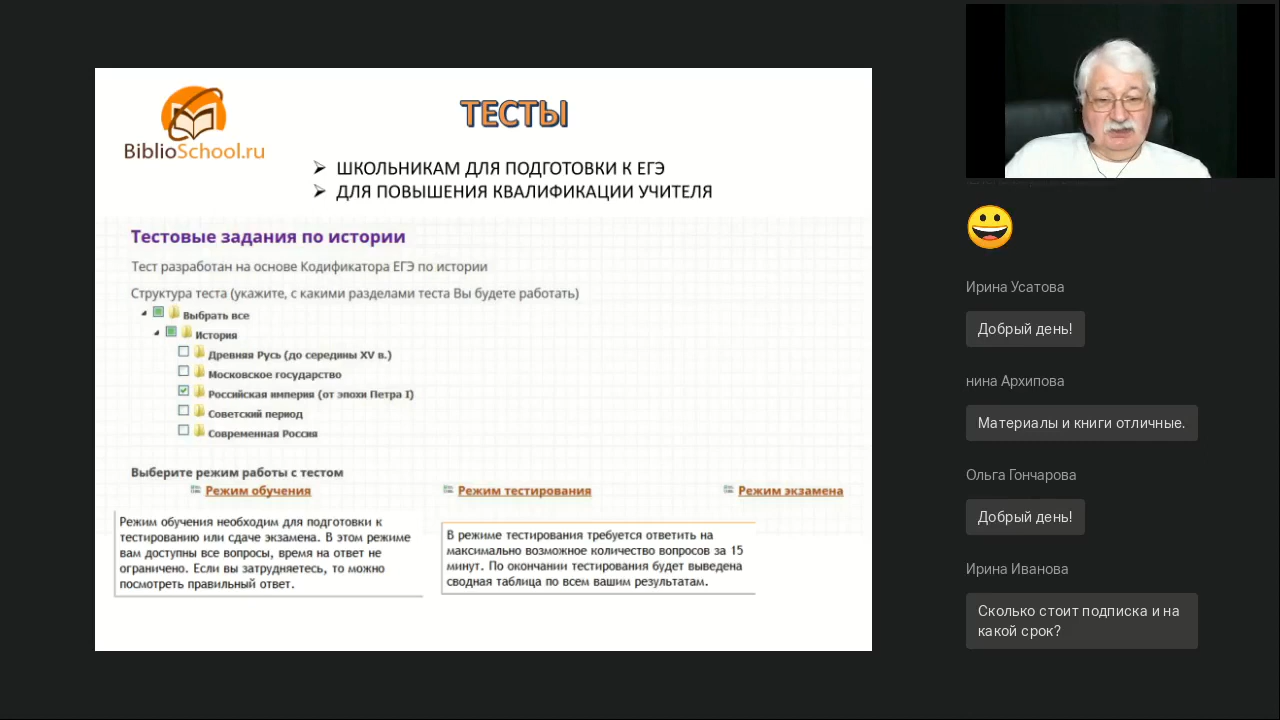 BiblioSchool.ru
ТЕСТЫ
ШКОЛЬНИКАМ ДЛЯ ПОДГОТОВКИ К ЕГЭ
ДЛЯ ПОВЫШЕНИЯ КВАЛИФИКАЦИИ УЧИТЕЛЯ
Тестовые задания по истории
Тест разработан на основе Кодификатора ЕГЭ по истории
Структура теста (укажите, с какими разделами теста Вы будете работать)
Выбрать все
История
Древняя Русь (до середины XV в.)
Московское государство
Российская империя (от эпохи Петра I)
Советский период
Современная Россия
Выберите режим работы с тестом
Режим обучения
Режим тестирования
Режим экзамена
Режим обучения необходим для подготовки к
тестированию или сдаче экзамена. В этом режиме
вам доступны все вопросы, время на ответ не
ограничено. Если вы затрудняетесь, то можно
посмотреть правильный ответ.
В режиме тестирования требуется ответить на
максимально возможное количество вопросов за 15
минут. По окончании тестирования будет выведена
сводная таблица по всем вашим результатам.
Ирина Усатова
Добрый день!
нина Архипова
Материалы и книги отличные.
Ольга Гончарова
Добрый день!
Ирина Иванова
Сколько стоит подписка и на
какой срок?